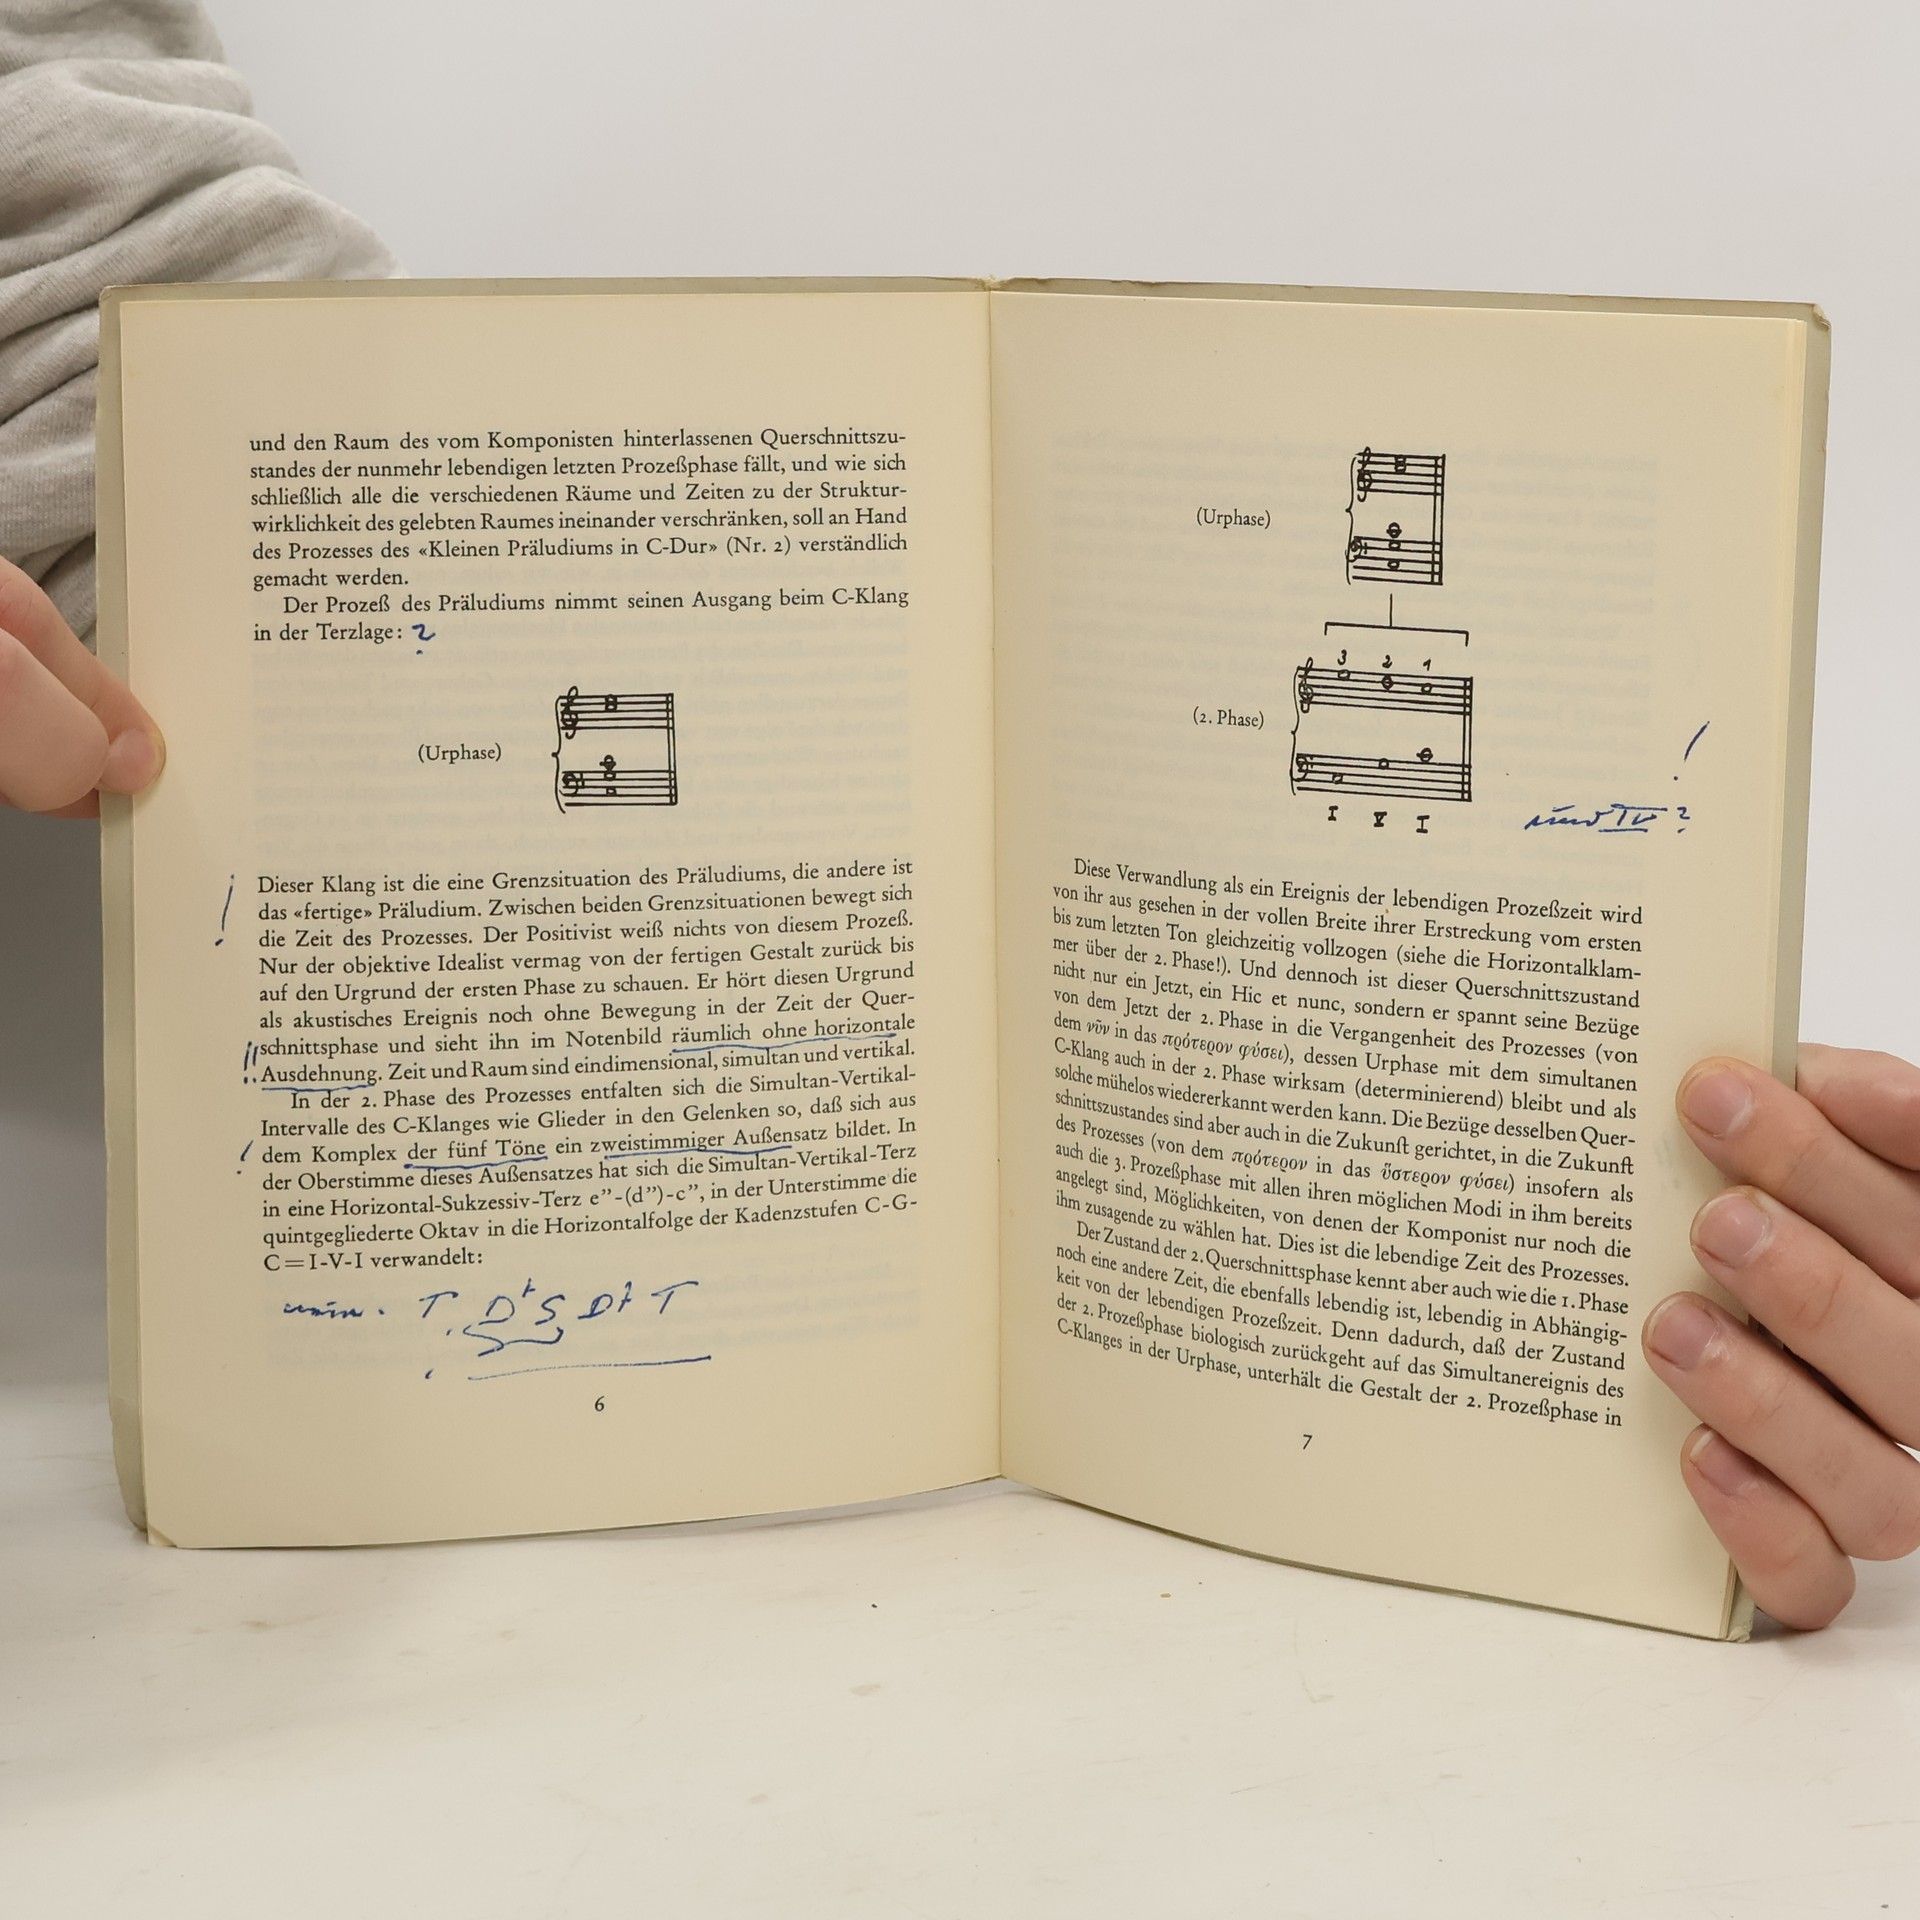 und den Raum des vom Komponisten hinterlassenen Querschnittszu-
standes der nunmehr lebendigen letzten Prozeßphase fällt, und wie sich
schließlich alle die verschiedenen Räume und Zeiten zu der Struktur-
wirklichkeit des gelebten Raumes ineinander verschränken, soll an Hand
des Prozesses des «Kleinen Präludiums in C-Dur» (Nr. 2) verständlich
gemacht werden.
Der Prozeß des Präludiums nimmt seinen Ausgang beim C-Klang
in der Terzlage: ?
(Urphase)
! Dieser Klang ist die eine Grenzsituation des Präludiums, die andere ist
das «fertige» Präludium. Zwischen beiden Grenzsituationen bewegt sich
die Zeit des Prozesses. Der Positivist weiß nichts von diesem Prozeß.
Nur der objektive Idealist vermag von der fertigen Gestalt zurück bis
auf den Urgrund der ersten Phase zu schauen. Er hört diesen Urgrund
als akustisches Ereignis noch ohne Bewegung in der Zeit der Quer-
schnittsphase und sieht ihn im Notenbild räumlich ohne horizontale
!! Ausdehnung. Zeit und Raum sind eindimensional, simultan und vertikal.
In der 2. Phase des Prozesses entfalten sich die Simultan-Vertikal-
Intervalle des C-Klanges wie Glieder in den Gelenken so, daß sich aus
! dem Komplex der fünf Töne ein zweistimmiger Außensatz bildet. In
der Oberstimme dieses Außensatzes hat sich die Simultan-Vertikal-Terz
in eine Horizontal-Sukzessiv-Terz e”-(d”)-c”, in der Unterstimme die
quintgegliederte Oktav in die Horizontalfolge der Kadenzstufen C-G-
C=I-V-I verwandelt:
T D S D T
6
(Urphase)
3 2 1
(2. Phase)
!
I V I
und IV ?
Diese Verwandlung als ein Ereignis der lebendigen Prozeßzeit wird
von ihr aus gesehen in der vollen Breite ihrer Erstreckung vom ersten
bis zum letzten Ton gleichzeitig vollzogen (siehe die Horizontalklam-
mer über der 2. Phase!). Und dennoch ist dieser Querschnittszustand
nicht nur ein Jetzt, ein Hic et nunc, sondern er spannt seine Bezüge
von dem Jetzt der 2. Phase in die Vergangenheit des Prozesses (von
dem νῦν in das πρότερον φύσει), dessen Urphase mit dem simultanen
C-Klang auch in der 2. Phase wirksam (determinierend) bleibt und als
solche mühelos wiedererkannt werden kann. Die Bezüge desselben Quer-
schnittszustandes sind aber auch in die Zukunft gerichtet, in die Zukunft
des Prozesses (von dem πρότερον in das ὕστερον φύσει) insofern als
auch die 3. Prozeßphase mit allen ihren möglichen Modi in ihm bereits
angelegt sind, Möglichkeiten, von denen der Komponist nur noch die
ihm zusagende zu wählen hat. Dies ist die lebendige Zeit des Prozesses.
Der Zustand der 2. Querschnittsphase kennt aber auch wie die 1. Phase
noch eine andere Zeit, die ebenfalls lebendig ist, lebendig in Abhängig-
keit von der lebendigen Prozeßzeit. Denn dadurch, daß der Zustand
der 2. Prozeßphase biologisch zurückgeht auf das Simultanereignis des
C-Klanges in der Urphase, unterhält die Gestalt der 2. Prozeßphase in
7